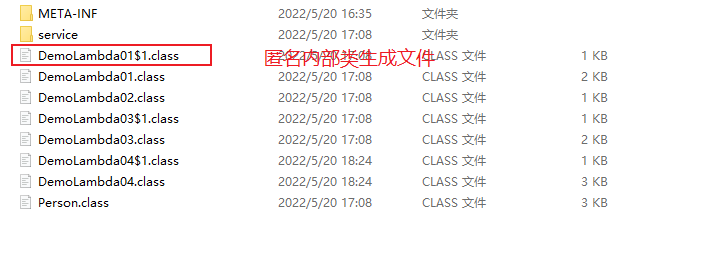 META-INF 2022/5/20 16:35 文件夹
service 2022/5/20 17:08 文件夹
DemoLambda01$1.class 2022/5/20 17:08 CLASS 文件 1 KB
匿名内部类生成文件
DemoLambda01.class 2022/5/20 17:08 CLASS 文件 2 KB
DemoLambda02.class 2022/5/20 17:08 CLASS 文件 1 KB
DemoLambda03$1.class 2022/5/20 17:08 CLASS 文件 1 KB
DemoLambda03.class 2022/5/20 17:08 CLASS 文件 2 KB
DemoLambda04$1.class 2022/5/20 18:24 CLASS 文件 1 KB
DemoLambda04.class 2022/5/20 18:24 CLASS 文件 3 KB
Person.class 2022/5/20 17:08 CLASS 文件 3 KB